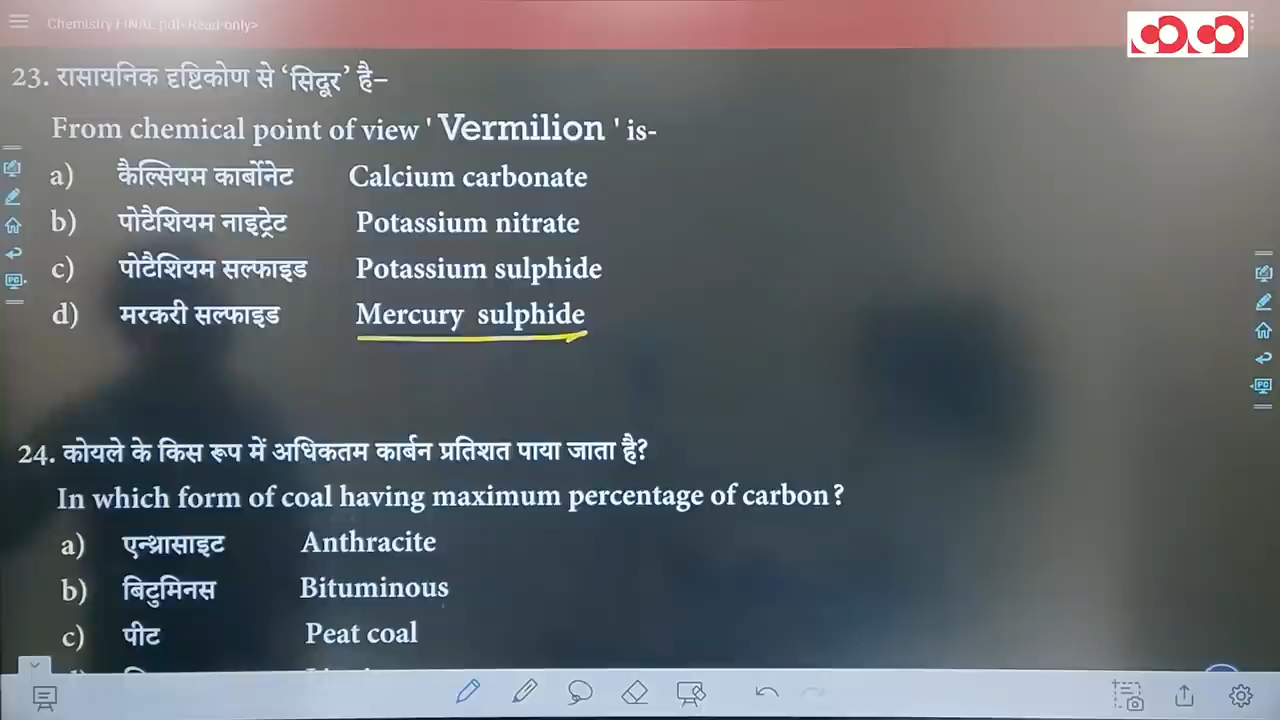 Chemistry FINAL.pdf<Read-only>
23. रासायनिक दृष्टिकोण से ‘सिंदूर’ है–
From chemical point of view ' Vermilion ' is-
a) कैल्सियम कार्बोनेट Calcium carbonate
b) पोटैशियम नाइट्रेट Potassium nitrate
c) पोटैशियम सल्फाइड Potassium sulphide
d) मरकरी सल्फाइड Mercury sulphide
24. कोयले के किस रूप में अधिकतम कार्बन प्रतिशत पाया जाता है?
In which form of coal having maximum percentage of carbon?
a) एन्थ्रासाइट Anthracite
b) बिटुमिनस Bituminous
c) पीट Peat coal